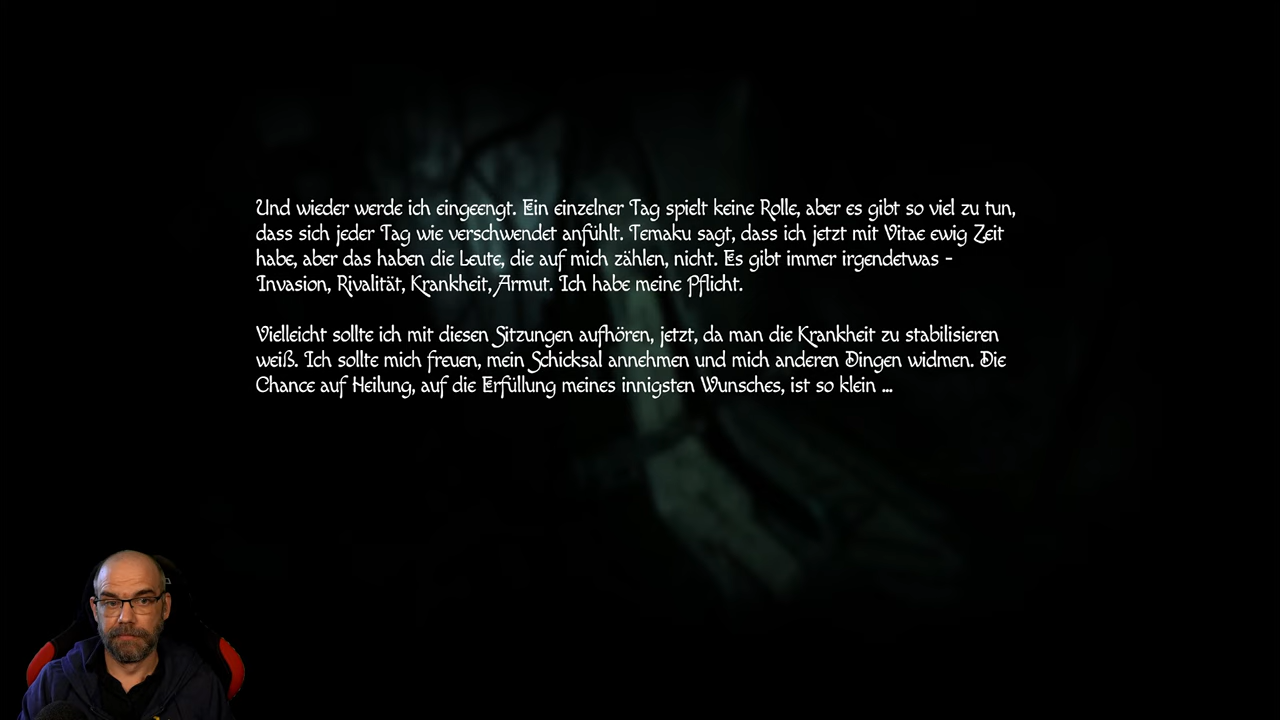 Und wieder werde ich eingeengt. Ein einzelner Tag spielt keine Rolle, aber es gibt so viel zu tun,
dass sich jeder Tag wie verschwendet anfühlt. Temaku sagt, dass ich jetzt mit Vitae ewig Zeit
habe, aber das haben die Leute, die auf mich zählen, nicht. Es gibt immer irgendetwas -
Invasion, Rivalität, Krankheit, Armut. Ich habe meine Pflicht.
Vielleicht sollte ich mit diesen Sitzungen aufhören, jetzt, da man die Krankheit zu stabilisieren
weiß. Ich sollte mich freuen, mein Schicksal annehmen und mich anderen Dingen widmen. Die
Chance auf Heilung, auf die Erfüllung meines innigsten Wunsches, ist so klein ...